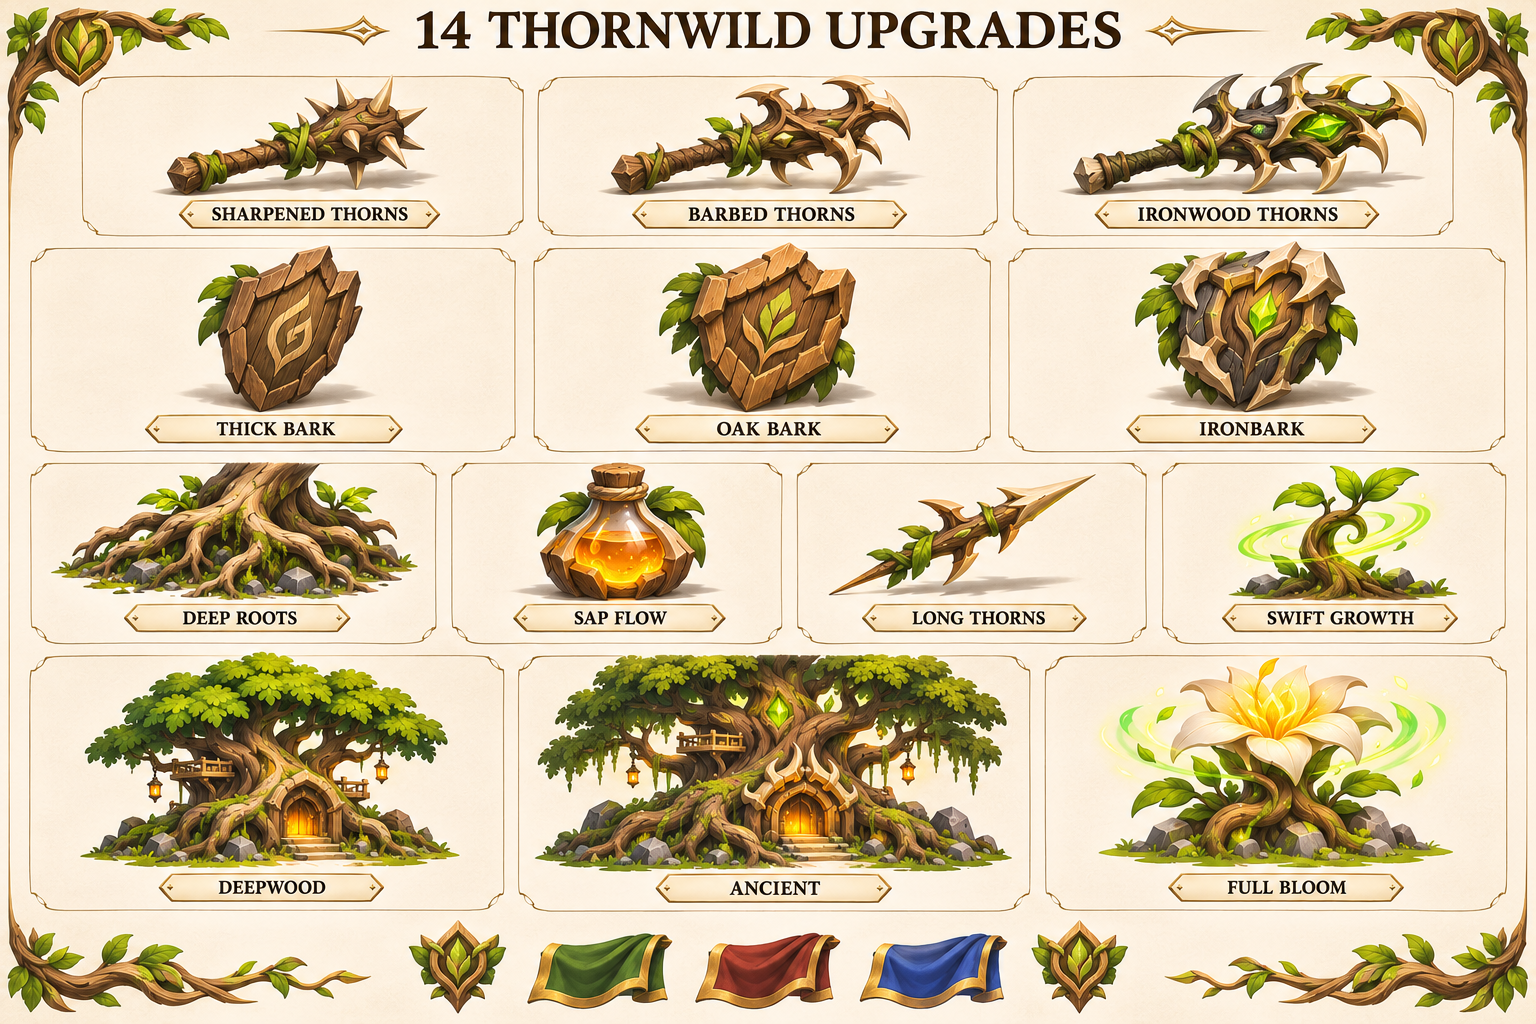 14 THORNWILD UPGRADES
SHARPENED THORNS
BARBED THORNS
IRONWOOD THORNS
THICK BARK
OAK BARK
IRONBARK
DEEP ROOTS
SAP FLOW
LONG THORNS
SWIFT GROWTH
DEEPWOOD
ANCIENT
FULL BLOOM